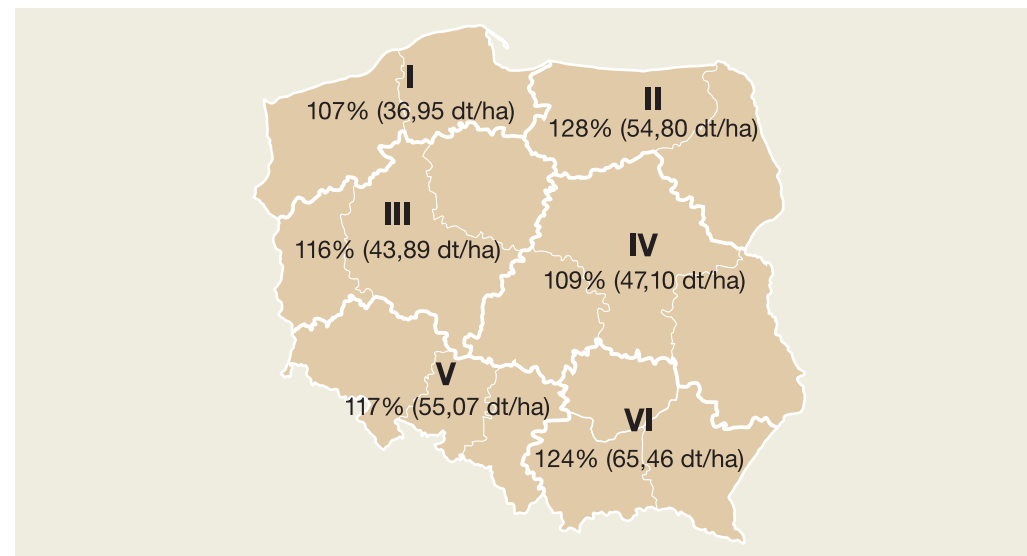 I
107% (36,95 dt/ha)
II
128% (54,80 dt/ha)
III
116% (43,89 dt/ha)
IV
109% (47,10 dt/ha)
V
117% (55,07 dt/ha)
VI
124% (65,46 dt/ha)